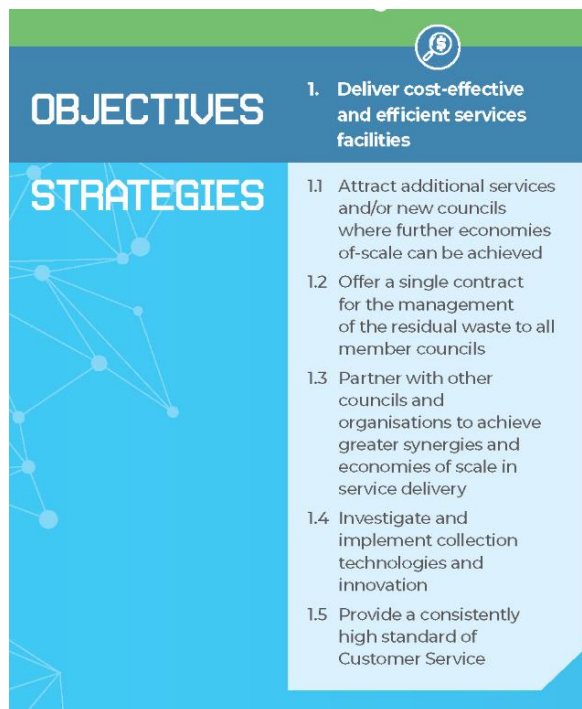 OBJECTIVES
1. Deliver cost-effective
and efficient services
facilities
STRATEGIES
1.1 Attract additional services
and/or new councils
where further economies
of-scale can be achieved
1.2 Offer a single contract
for the management
of the residual waste to all
member councils
1.3 Partner with other
councils and
organisations to achieve
greater synergies and
economies of scale in
service delivery
1.4 Investigate and
implement collection
technologies and
innovation
1.5 Provide a consistently
high standard of
Customer Service